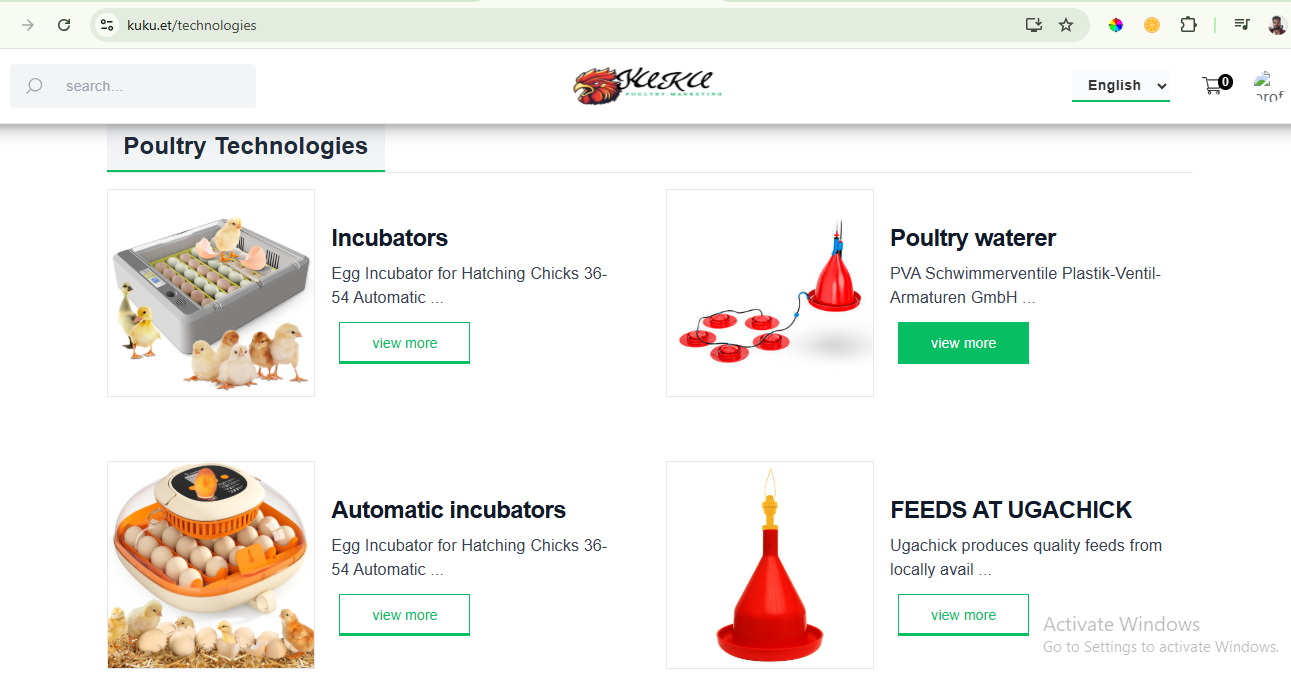 kuku.et/technologies
search...
KUKU
POULTRY MARKETING
English
0
prof
Poultry Technologies
Incubators
Egg Incubator for Hatching Chicks 36-
54 Automatic ...
view more
Poultry waterer
PVA Schwimmerventile Plastik-Ventil-
Armaturen GmbH ...
view more
Automatic incubators
Egg Incubator for Hatching Chicks 36-
54 Automatic ...
view more
FEEDS AT UGACHICK
Ugachick produces quality feeds from
locally avail ...
view more
Activate Windows
Go to Settings to activate Windows.